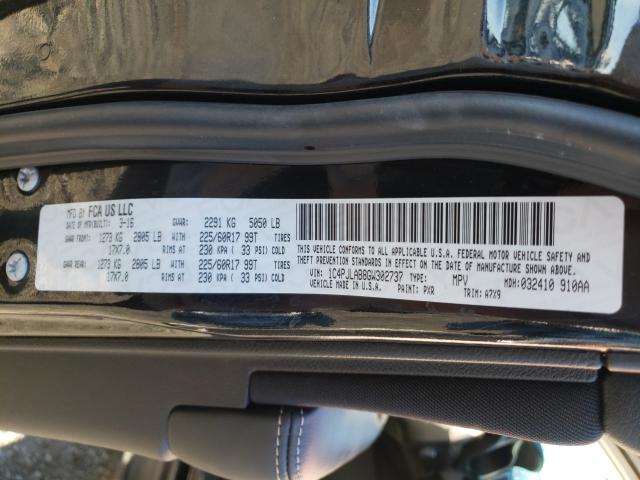 MFD BY FCA US LLC
DATE OF MFR(BUILT): 3-16 GVWR: 2291 KG 5050 LB
GAWR FRONT: 1273 KG 2805 LB WITH 225/60R17 99T TIRES
17X7.0 RIMS AT 230 KPA ( 33 PSI) COLD
GAWR REAR: 1273 KG 2805 LB WITH 225/60R17 99T TIRES
17X7.0 RIMS AT 230 KPA ( 33 PSI) COLD
THIS VEHICLE CONFORMS TO ALL APPLICABLE U.S.A. FEDERAL MOTOR VEHICLE SAFETY,
BUMPER, AND THEFT PREVENTION STANDARDS IN EFFECT ON THE DATE OF MANUFACTURE SHOWN ABOVE.
VIN: 1C4PJLAB8GW302737 TYPE: MPV MDH: 032410 910AA
VEHICLE MADE IN U.S.A. PAINT: PXR TRIM: A7X9